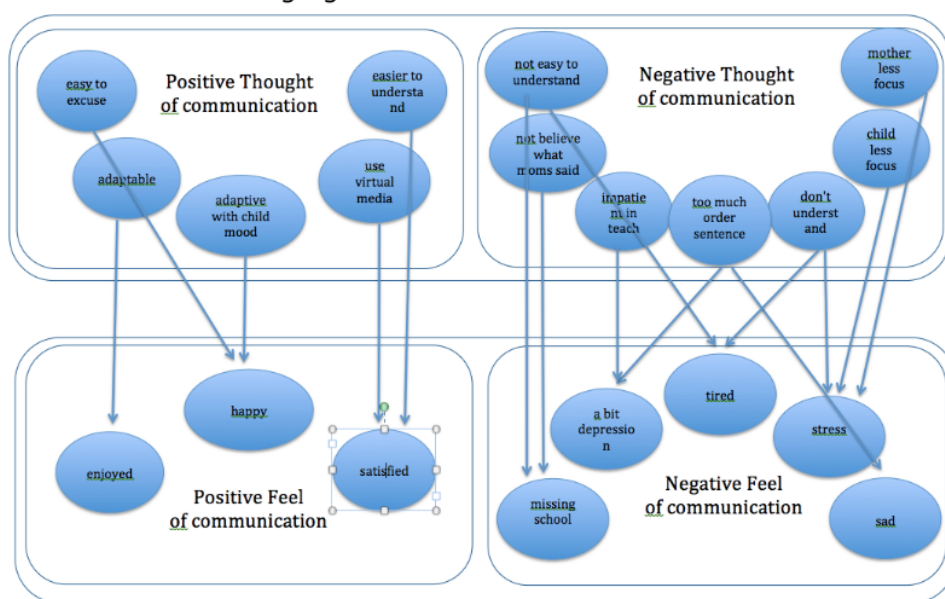 easy to
excuse
Positive Thought
of communication
easier to
understa
nd
adaptable
adaptive
with child
mood
use
virtual
media
not easy to
understand
Negative Thought
of communication
mother
less
focus
not believe
what
moms said
child
less
focus
impatie
nt in
teach
too much
order
sentence
don't
underst
and
happy
enjoyed
satisfied
Positive Feel
of communication
a bit
depressio
n
tired
stress
missing
school
Negative Feel
of communication
sad